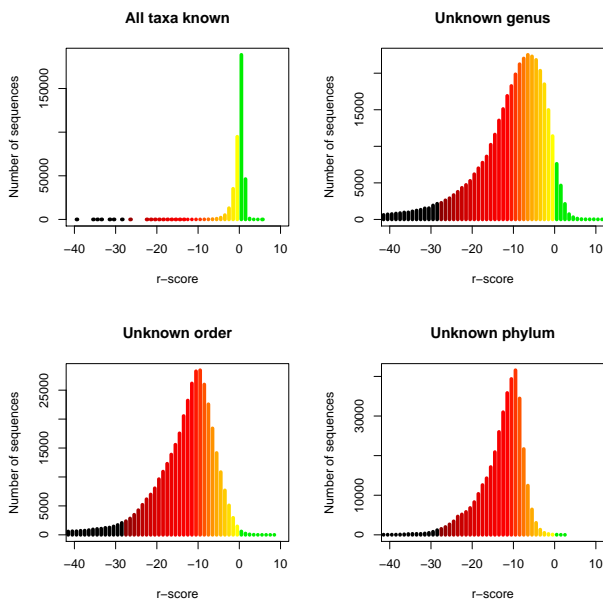 All taxa known
Number of sequences
0 50000 150000
−40 −30 −20 −10 0 10
r−score
Unknown genus
Number of sequences
0 5000 15000
−40 −30 −20 −10 0 10
r−score
Unknown order
Number of sequences
0 5000 15000 25000
−40 −30 −20 −10 0 10
r−score
Unknown phylum
Number of sequences
0 10000 30000
−40 −30 −20 −10 0 10
r−score